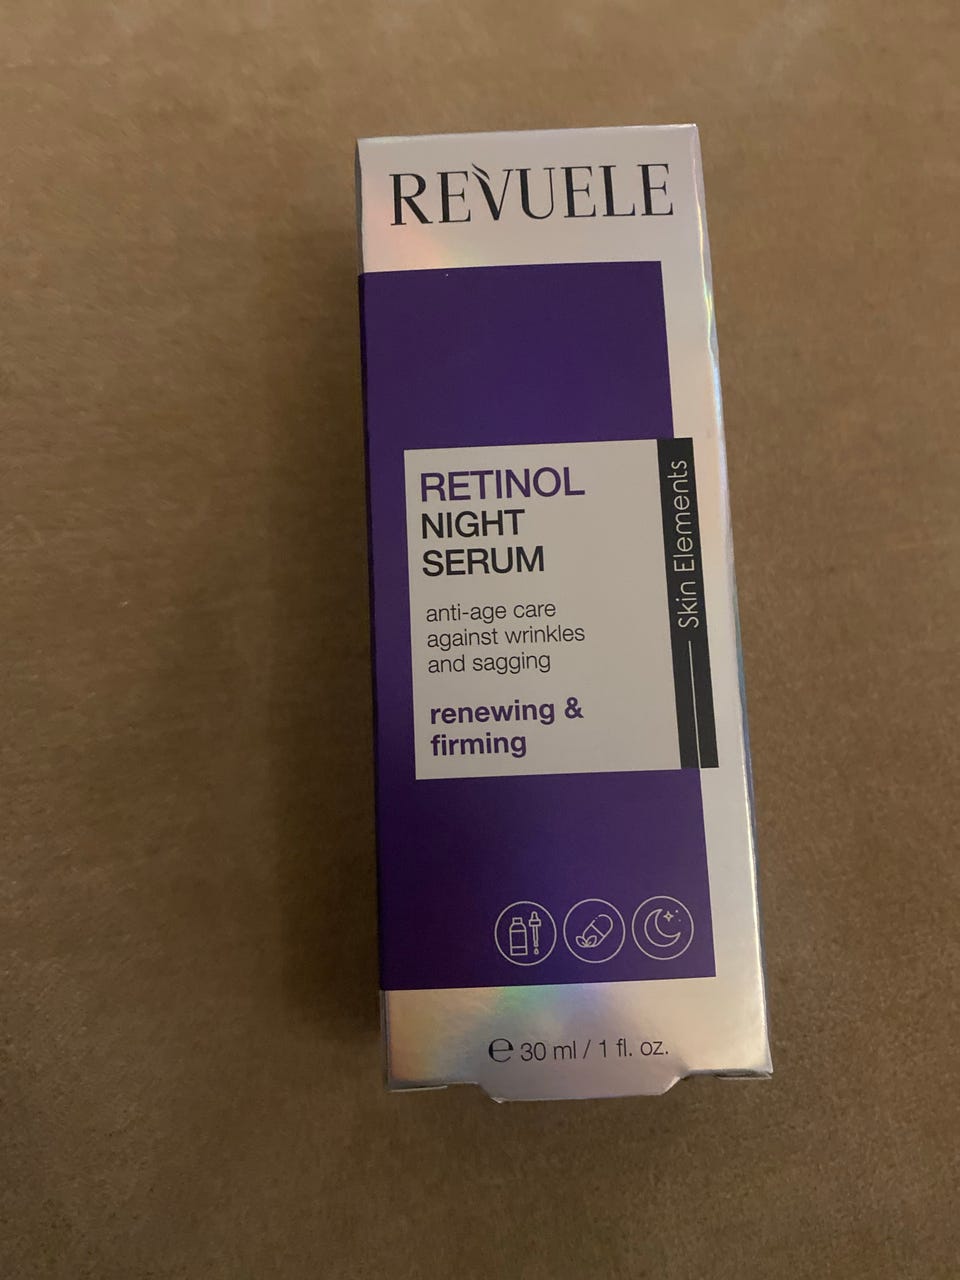 REVUELE
RETINOL
NIGHT
SERUM
anti-age care
against wrinkles
and sagging
renewing &
firming
Skin Elements
℮ 30 ml / 1 fl. oz.